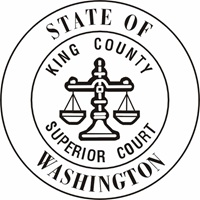 STATE OF
KING COUNTY
SUPERIOR COURT
WASHINGTON